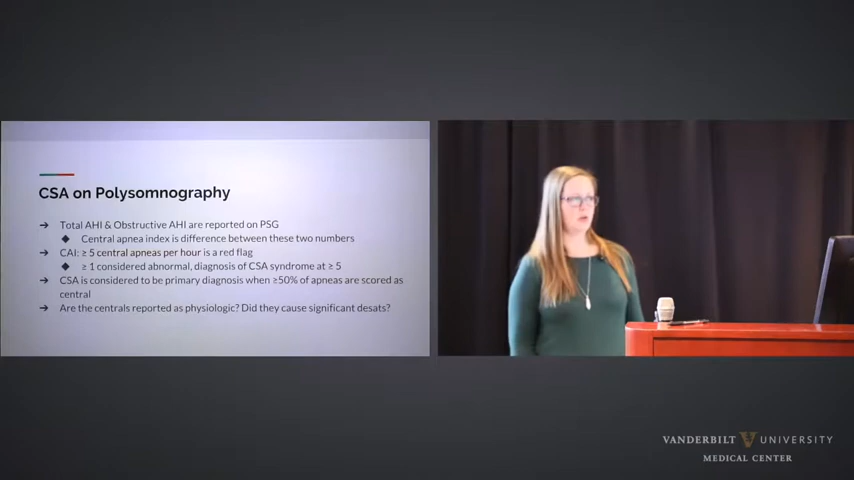 CSA on Polysomnography
➔ Total AHI & Obstructive AHI are reported on PSG
◆ Central apnea index is difference between these two numbers
➔ CAI: ≥ 5 central apneas per hour is a red flag
◆ ≥ 1 considered abnormal, diagnosis of CSA syndrome at ≥ 5
➔ CSA is considered to be primary diagnosis when ≥50% of apneas are scored as
central
➔ Are the centrals reported as physiologic? Did they cause significant desats?
VANDERBILT V UNIVERSITY
MEDICAL CENTER